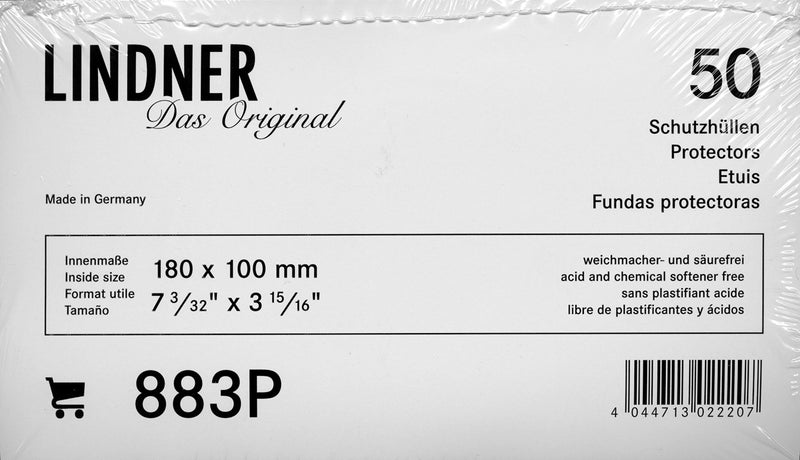 LINDNER
Das Original
50
Schutzhüllen
Protectors
Etuis
Fundas protectoras
Made in Germany
Innenmaße
Inside size
Format utile
Tamaño
180 x 100 mm
7 3/32" x 3 15/16"
weichmacher- und säurefrei
acid and chemical softener free
sans plastifiant acide
libre de plastificantes y ácidos
883P
4 044713 022207